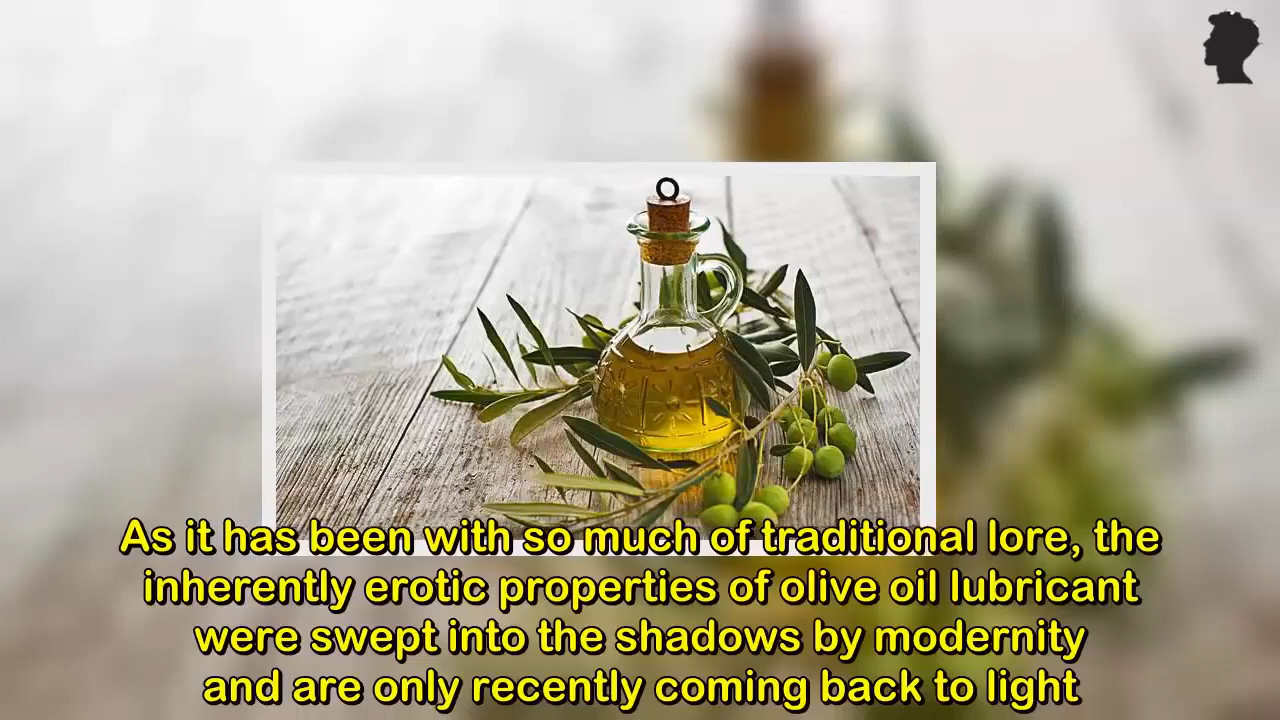 As it has been with so much of traditional lore, the
inherently erotic properties of olive oil lubricant
were swept into the shadows by modernity
and are only recently coming back to light